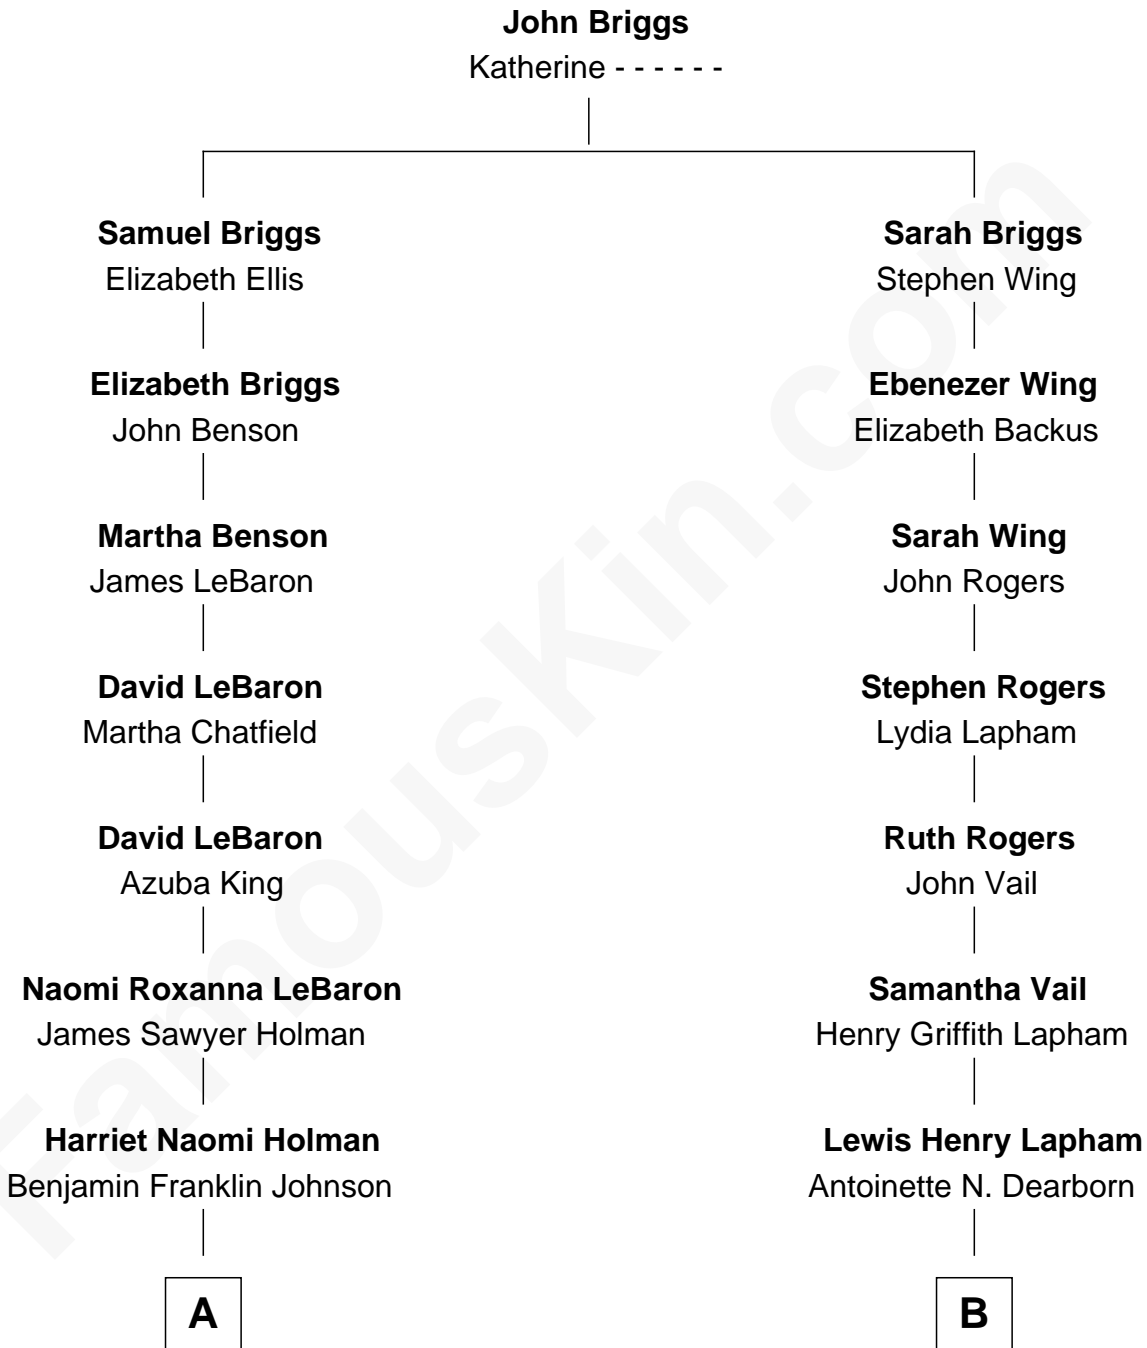 John Briggs
Katherine - - - - - -
Samuel Briggs
Elizabeth Ellis
Sarah Briggs
Stephen Wing
Elizabeth Briggs
John Benson
Ebenezer Wing
Elizabeth Backus
Martha Benson
James LeBaron
Sarah Wing
John Rogers
David LeBaron
Martha Chatfield
Stephen Rogers
Lydia Lapham
David LeBaron
Azuba King
Ruth Rogers
John Vail
Naomi Roxanna LeBaron
James Sawyer Holman
Samantha Vail
Henry Griffith Lapham
Harriet Naomi Holman
Benjamin Franklin Johnson
Lewis Henry Lapham
Antoinette N. Dearborn
A
B
FamousKin.com